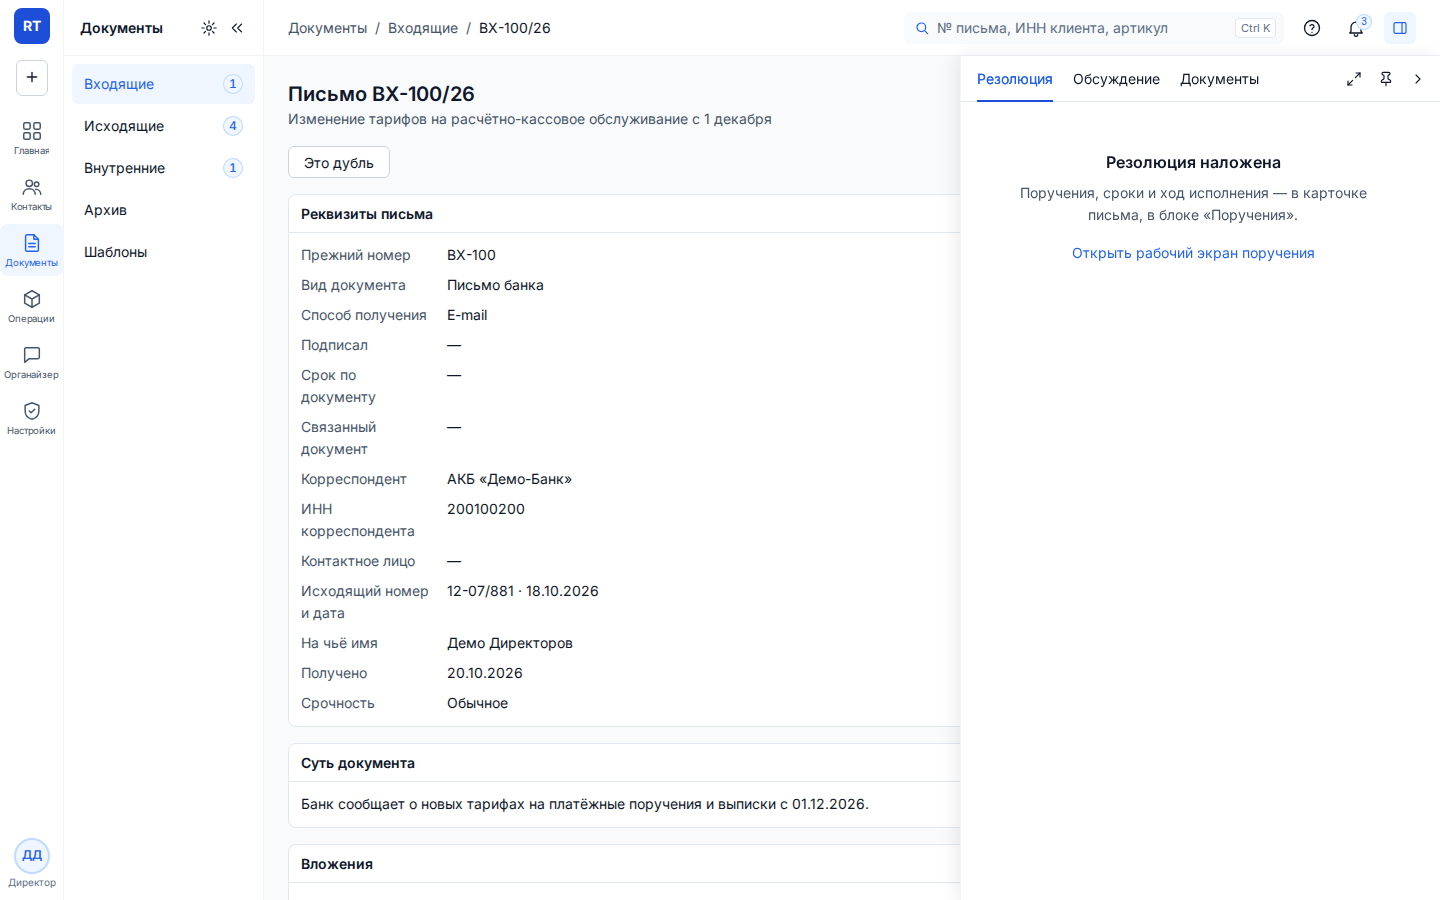 RT
Главная
Контакты
Документы
Операции
Органайзер
Настройки
ДД
Директор
Документы
Входящие 1
Исходящие 4
Внутренние 1
Архив
Шаблоны
Документы / Входящие / ВХ-100/26
№ письма, ИНН клиента, артикул Ctrl K
3
Письмо ВХ-100/26
Изменение тарифов на расчётно-кассовое обслуживание с 1 декабря
Это дубль
Реквизиты письма
Прежний номер ВХ-100
Вид документа Письмо банка
Способ получения E-mail
Подписал —
Срок по —
документу
Связанный —
документ
Корреспондент АКБ «Демо-Банк»
ИНН 200100200
корреспондента
Контактное лицо —
Исходящий номер 12-07/881 · 18.10.2026
и дата
На чьё имя Демо Директоров
Получено 20.10.2026
Срочность Обычное
Суть документа
Банк сообщает о новых тарифах на платёжные поручения и выписки с 01.12.2026.
Вложения
Резолюция Обсуждение Документы
Резолюция наложена
Поручения, сроки и ход исполнения — в карточке
письма, в блоке «Поручения».
Открыть рабочий экран поручения